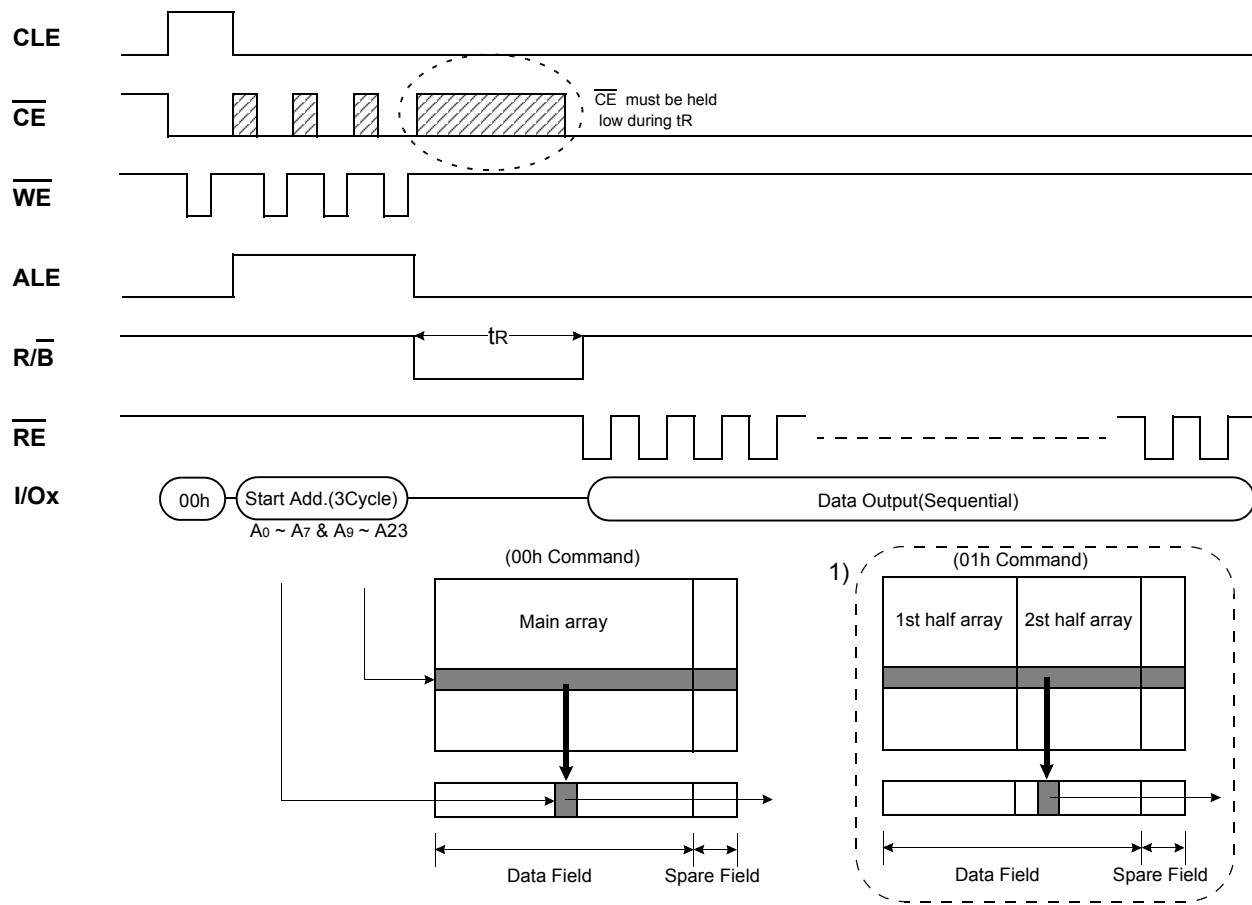 CLE
CE
CE must be held
low during tR
WE
ALE
R/B
tR
RE
I/Ox
00h
Start Add.(3Cycle)
Data Output(Sequential)
A0 ~ A7 & A9 ~ A23
(00h Command)
Main array
Data Field
Spare Field
1)
(01h Command)
1st half array
2st half array
Data Field
Spare Field